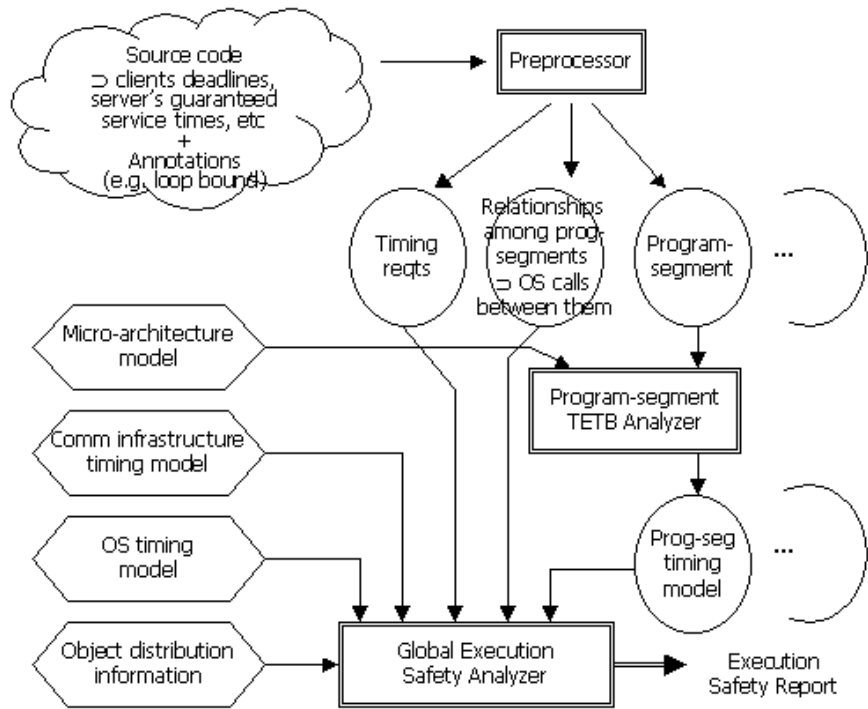 Source code
⊃ clients deadlines,
server's guaranteed
service times, etc
+
Annotations
(e.g. loop bound)
Preprocessor
Timing
reqts
Relationships
among prog-
segments
⊃ OS calls
between them
Program-
segment
...
Micro-architecture
model
Program-segment
TETB Analyzer
Comm infrastructure
timing model
OS timing
model
Prog-seg
timing
model
...
Object distribution
information
Global Execution
Safety Analyzer
Execution
Safety Report